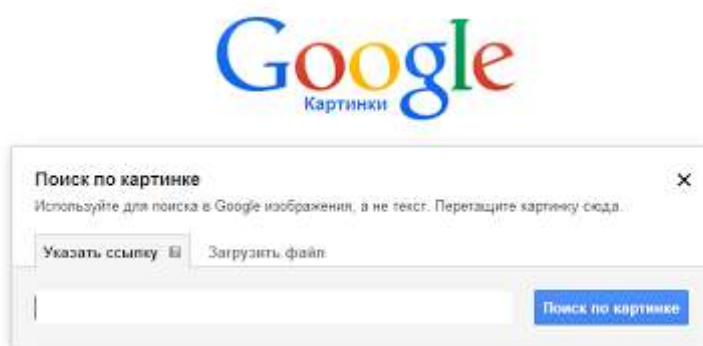 Google
Картинки
Поиск по картинке
Используйте для поиска в Google изображения, а не текст. Перетащите картинку сюда.
Указать ссылку Загрузить файл
Поиск по картинке